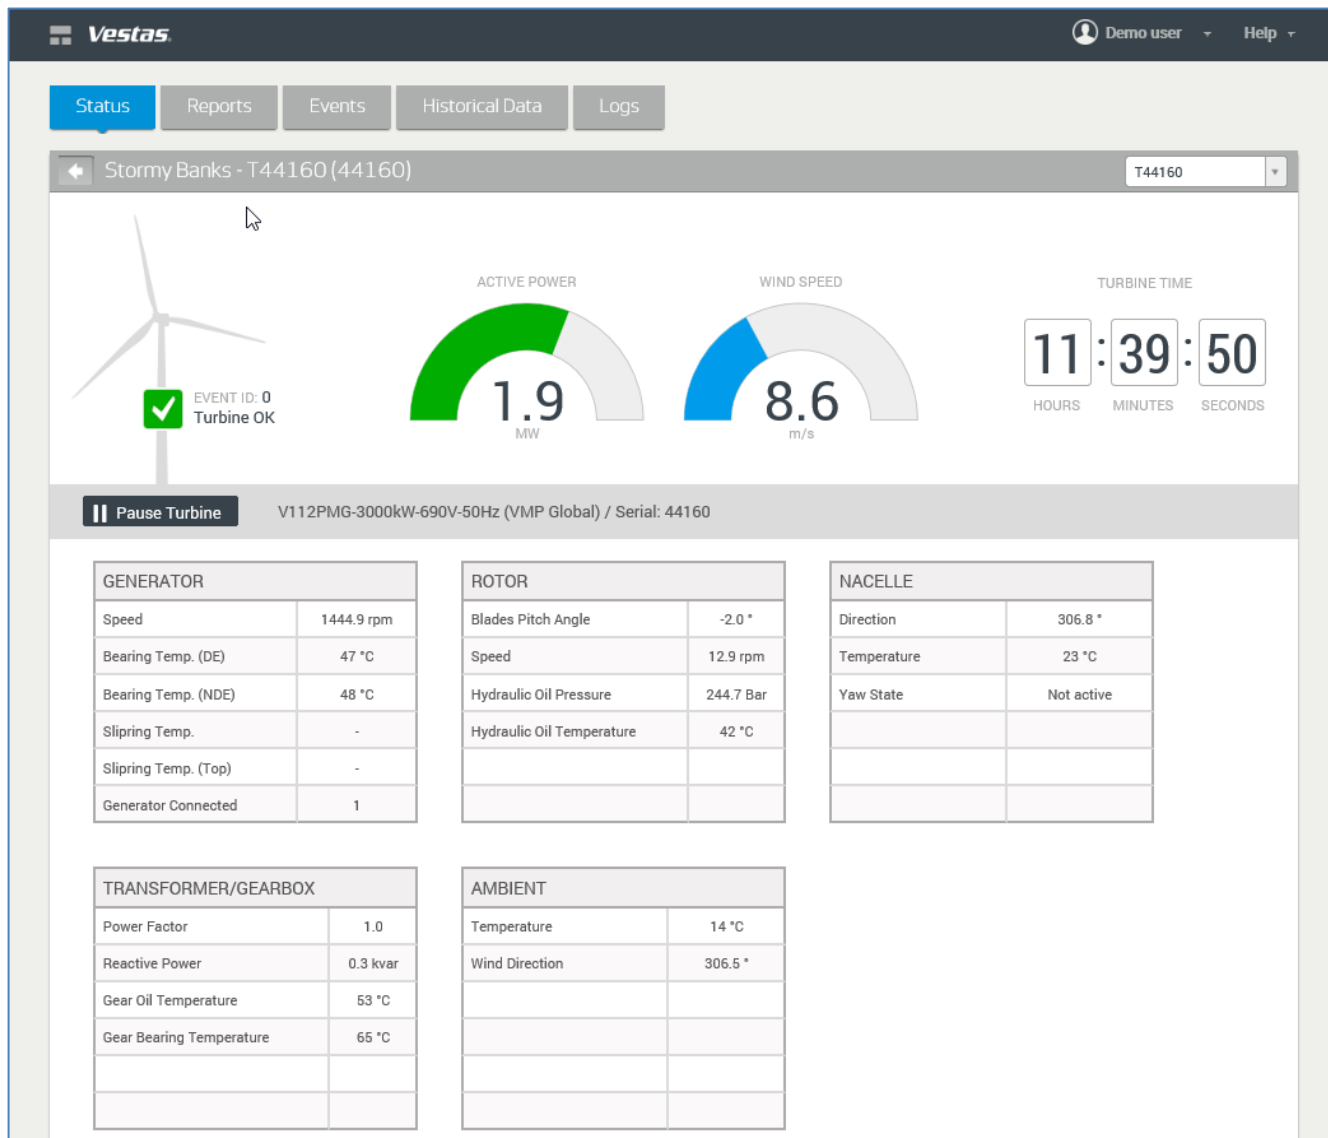 Vestas.
Demo user
Help
Status
Reports
Events
Historical Data
Logs
Stormy Banks - T44160 (44160)
T44160
ACTIVE POWER
WIND SPEED
TURBINE TIME
EVENT ID: 0
Turbine OK
1.9
MW
8.6
m/s
11 : 39 : 50
HOURS MINUTES SECONDS
Pause Turbine
V112PMG-3000kW-690V-50Hz (VMP Global) / Serial: 44160
GENERATOR
Speed 1444.9 rpm
Bearing Temp. (DE) 47 °C
Bearing Temp. (NDE) 48 °C
Slipring Temp. -
Slipring Temp. (Top) -
Generator Connected 1
ROTOR
Blades Pitch Angle -2.0 °
Speed 12.9 rpm
Hydraulic Oil Pressure 244.7 Bar
Hydraulic Oil Temperature 42 °C
NACELLE
Direction 306.8 °
Temperature 23 °C
Yaw State Not active
TRANSFORMER/GEARBOX
Power Factor 1.0
Reactive Power 0.3 kvar
Gear Oil Temperature 53 °C
Gear Bearing Temperature 65 °C
AMBIENT
Temperature 14 °C
Wind Direction 306.5 °